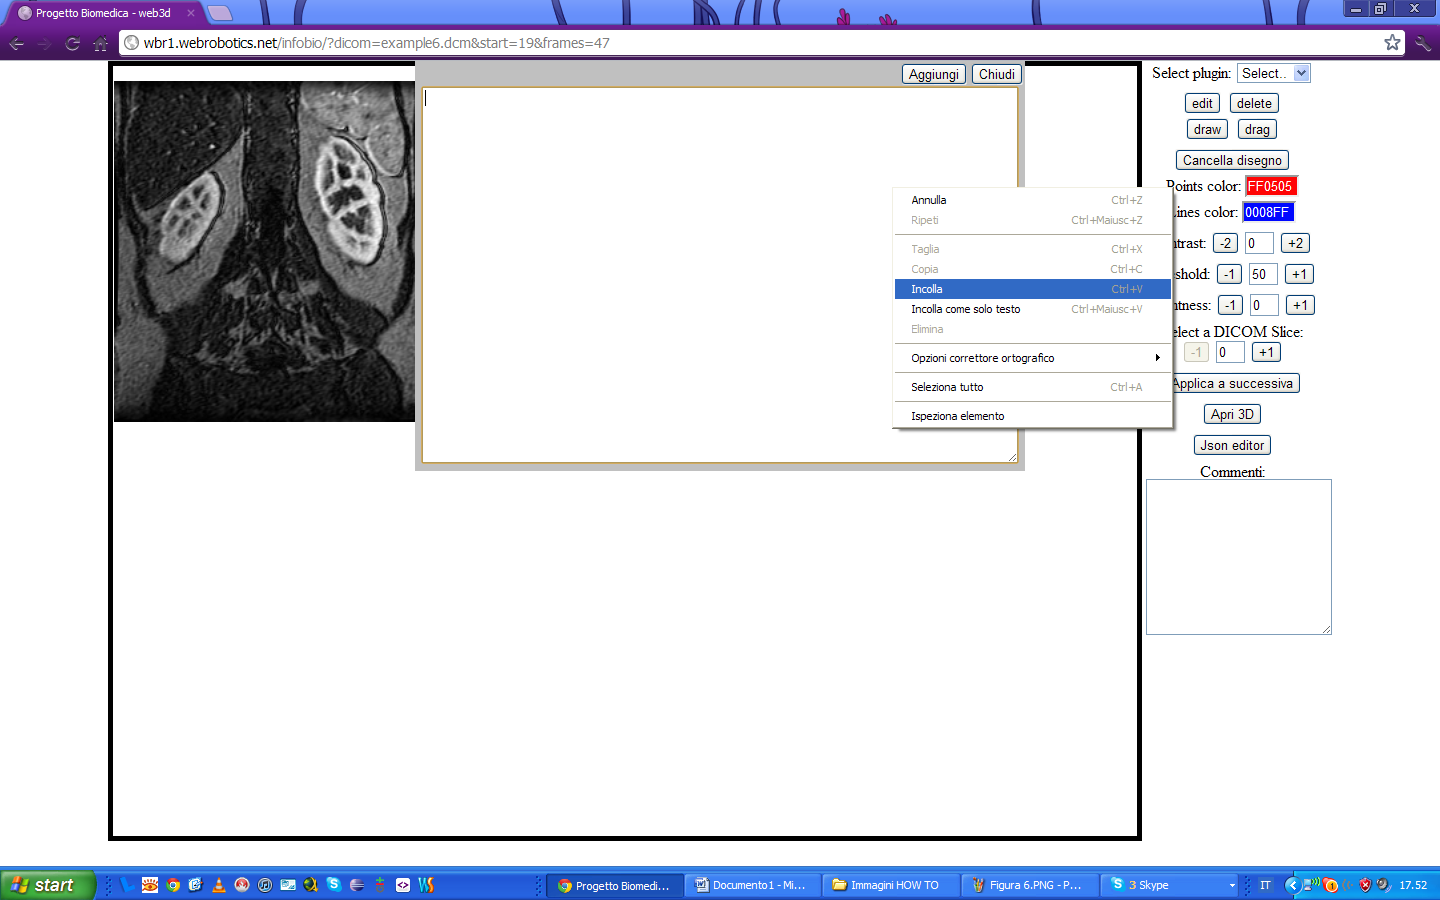 Progetto Biomedica - web3d
wbr1.webrobotics.net/infobio/?dicom=example6.dcm&start=19&frames=47
Aggiungi Chiudi
Select plugin: Select..
edit delete
draw drag
Cancella disegno
Points color: FF0505
Lines color: 0008FF
ntrast: -2 0 +2
shold: -1 50 +1
ntness: -1 0 +1
elect a DICOM Slice:
-1 0 +1
Applica a successiva
Apri 3D
Json editor
Commenti:
Annulla Ctrl+Z
Ripeti Ctrl+Maiusc+Z
Taglia Ctrl+X
Copia Ctrl+C
Incolla Ctrl+V
Incolla come solo testo Ctrl+Maiusc+V
Elimina
Opzioni correttore ortografico
Seleziona tutto Ctrl+A
Ispeziona elemento
start Progetto Biomedi... Documento1 - Mi... Immagini HOW TO Figura 6.PNG - P... 3 Skype IT 17.52